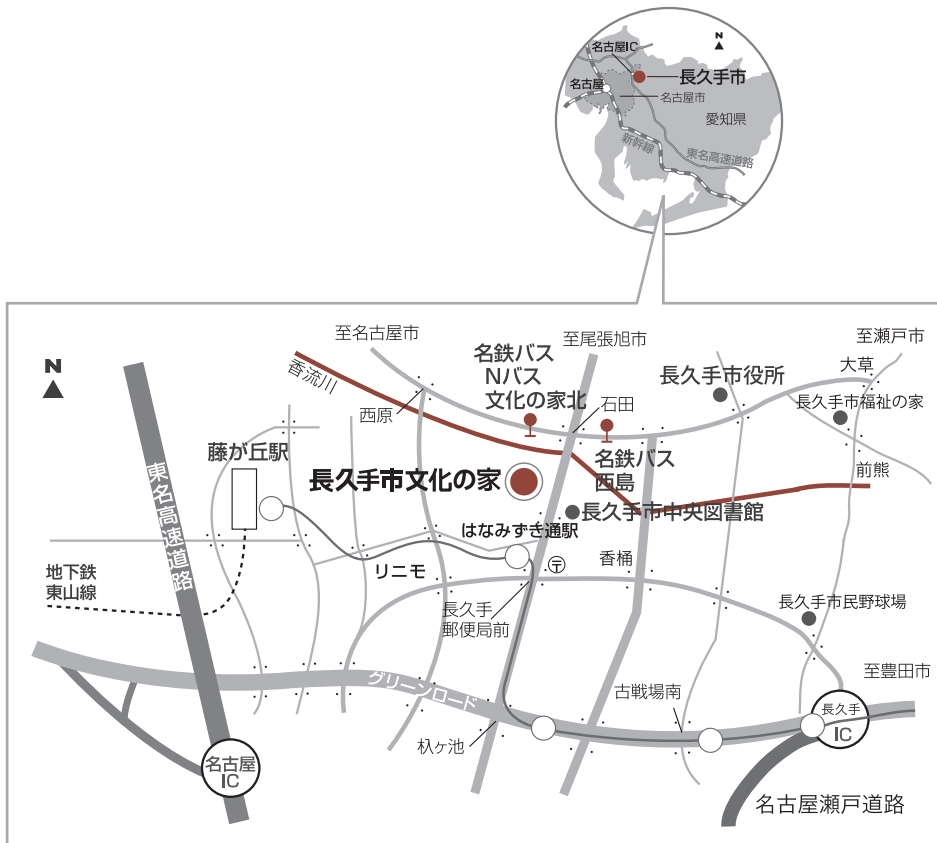 N
名古屋IC
長久手市
名古屋
名古屋市
愛知県
新幹線
東名高速道路
N
至名古屋市
至尾張旭市
至瀬戸市
香流川
名鉄バス
Nバス
文化の家北
大草
長久手市役所
西原
石田
長久手市福祉の家
藤が丘駅
名鉄バス
西島
前熊
東名高速道路
長久手市文化の家
長久手市中央図書館
はなみずき通駅
〒
香桶
リニモ
地下鉄
東山線
長久手
郵便局前
長久手市民野球場
至豊田市
グリーンロード
古戦場南
長久手
IC
杁ヶ池
名古屋
IC
名古屋瀬戸道路